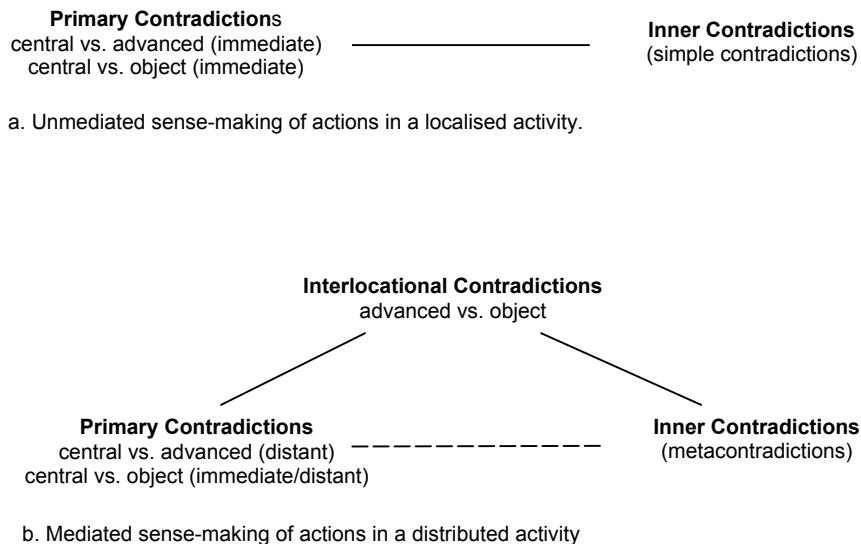 Primary Contradictions
central vs. advanced (immediate)
central vs. object (immediate)
Inner Contradictions
(simple contradictions)
a. Unmediated sense-making of actions in a localised activity.
Interlocational Contradictions
advanced vs. object
Primary Contradictions
central vs. advanced (distant)
central vs. object (immediate/distant)
Inner Contradictions
(metacontradictions)
b. Mediated sense-making of actions in a distributed activity